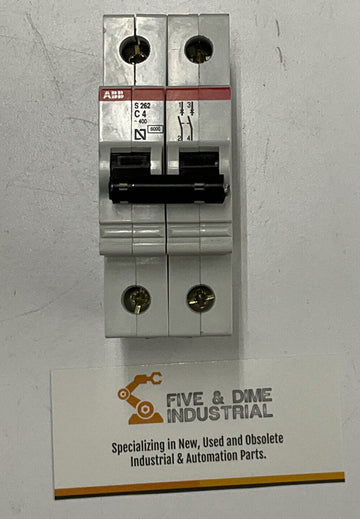 ABB
S 262
C 4
~ 400
6000
1 3
2 4
FIVE & DIME
INDUSTRIAL
Specializing in New, Used and Obsolete
Industrial & Automation Parts.